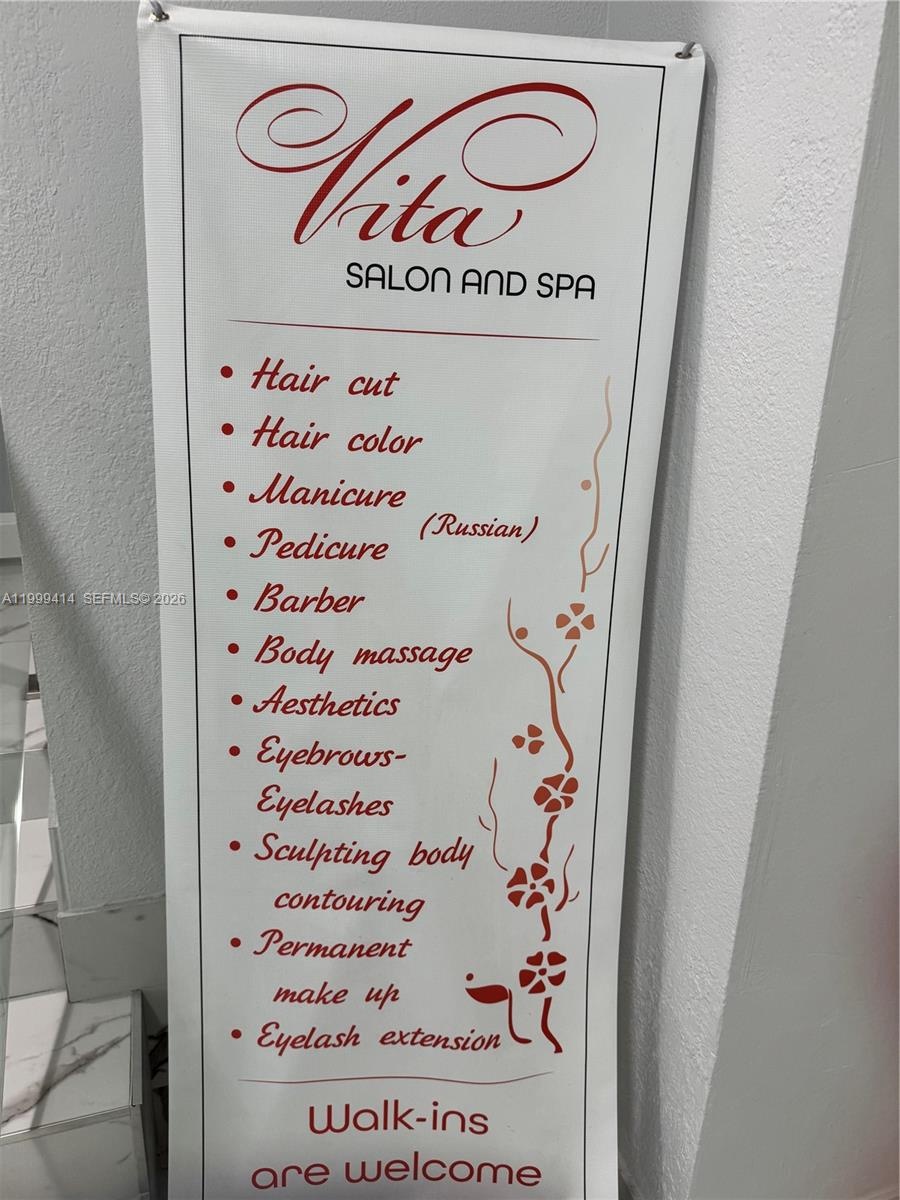 Vita
SALON AND SPA
• Hair cut
• Hair color
• Manicure
(Russian)
• Pedicure
• Barber
• Body massage
• Aesthetics
• Eyebrows-
Eyelashes
• Sculpting body
contouring
• Permanent
make up
• Eyelash extension
Walk-ins
are welcome
A11999414 SEFMLS© 2026